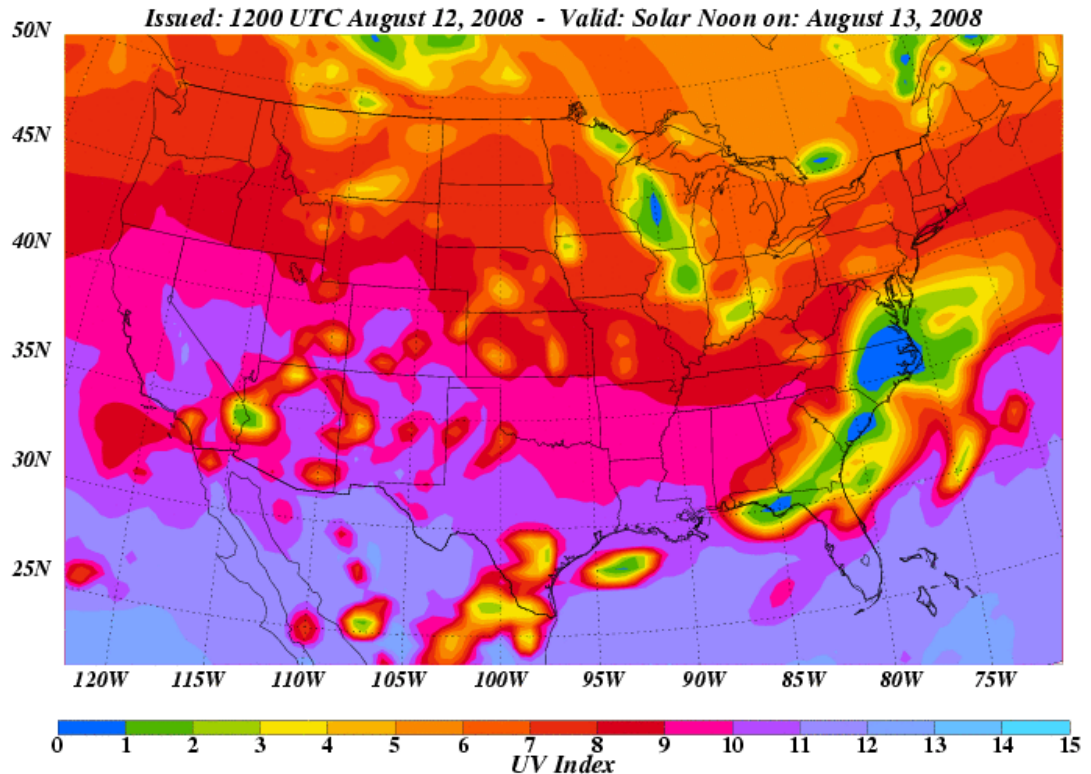 Issued: 1200 UTC August 12, 2008 - Valid: Solar Noon on: August 13, 2008
50N
45N
40N
35N
30N
25N
120W 115W 110W 105W 100W 95W 90W 85W 80W 75W
0 1 2 3 4 5 6 7 8 9 10 11 12 13 14 15
UV Index